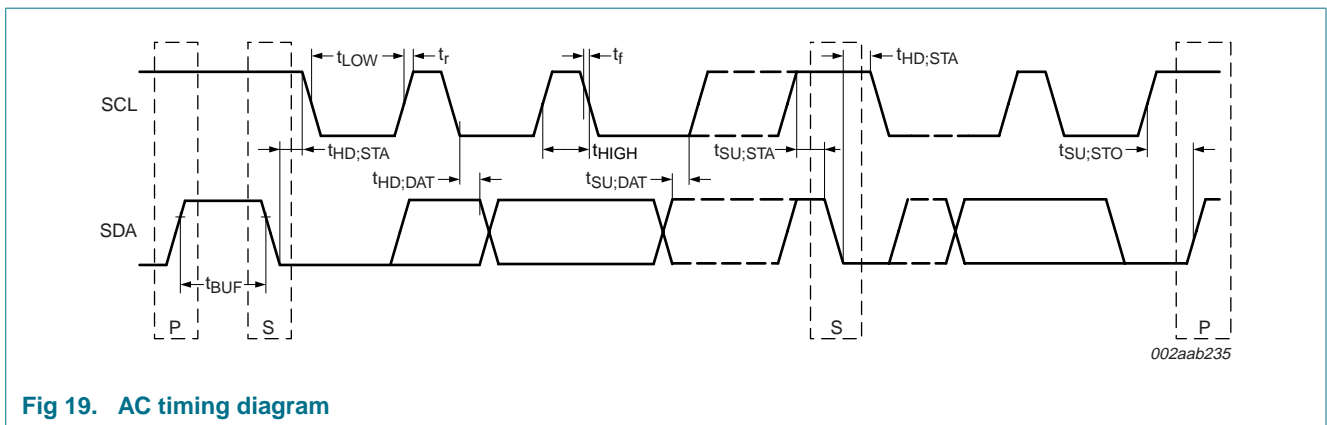 tLOW tr tf tHD;STA
SCL
tHD;STA tHIGH tSU;STA tSU;STO
tHD;DAT tSU;DAT
SDA
tBUF
P S S P
002aab235
Fig 19. AC timing diagram